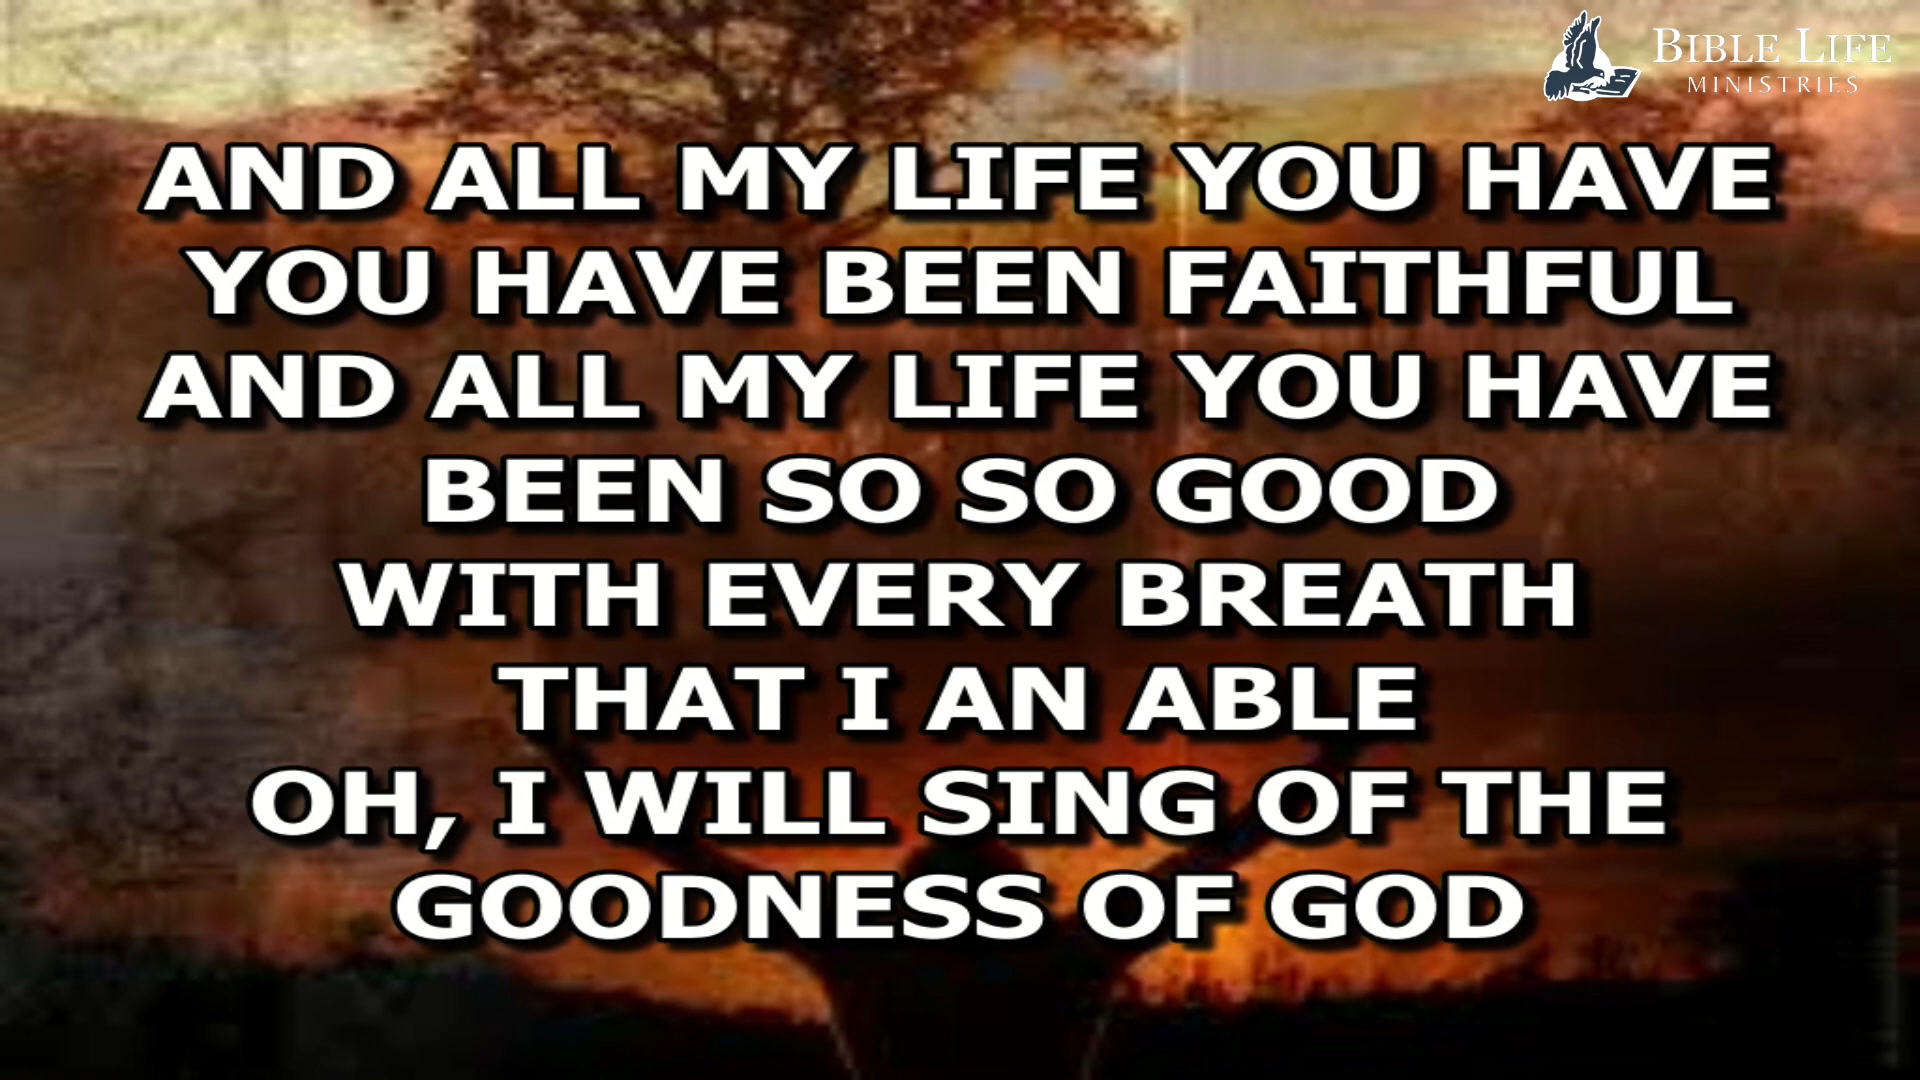 BIBLE LIFE
MINISTRIES
AND ALL MY LIFE YOU HAVE
YOU HAVE BEEN FAITHFUL
AND ALL MY LIFE YOU HAVE
BEEN SO SO GOOD
WITH EVERY BREATH
THAT I AN ABLE
OH, I WILL SING OF THE
GOODNESS OF GOD